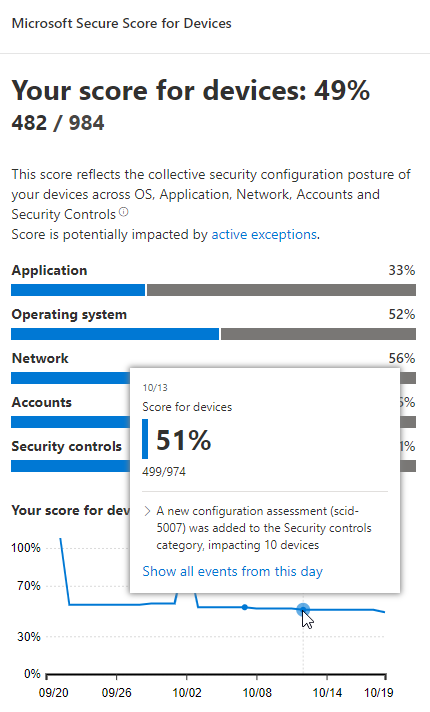 Microsoft Secure Score for Devices
Your score for devices: 49%
482 / 984
This score reflects the collective security configuration posture of
your devices across OS, Application, Network, Accounts and
Security Controls
Score is potentially impacted by active exceptions.
Application 33%
Operating system 52%
Network 56%
Accounts
Security controls
10/13
Score for devices
51%
499/974
A new configuration assessment (scid-
5007) was added to the Security controls
category, impacting 10 devices
Show all events from this day
Your score for dev
100%
70%
30%
0%
09/20 09/26 10/02 10/08 10/14 10/19